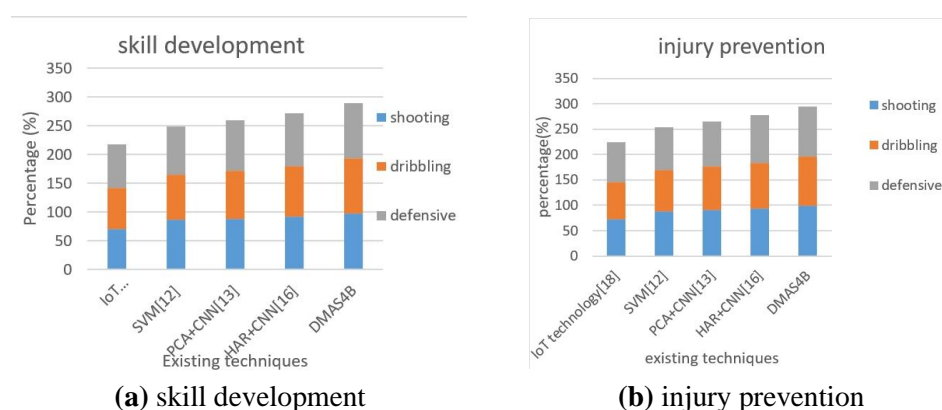 skill development
350
300
250
200
150
100
50
0
Percentage (%)
shooting
dribbling
defensive
IoT...
SVM[12]
PCA+CNN[13]
HAR+CNN[16]
DMAS4B
Existing techniques
(a) skill development
injury prevention
350
300
250
200
150
100
50
0
percentage(%)
shooting
dribbling
defensive
IoT technology[18]
SVM[12]
PCA+CNN[13]
HAR+CNN[16]
DMAS4B
existing techniques
(b) injury prevention